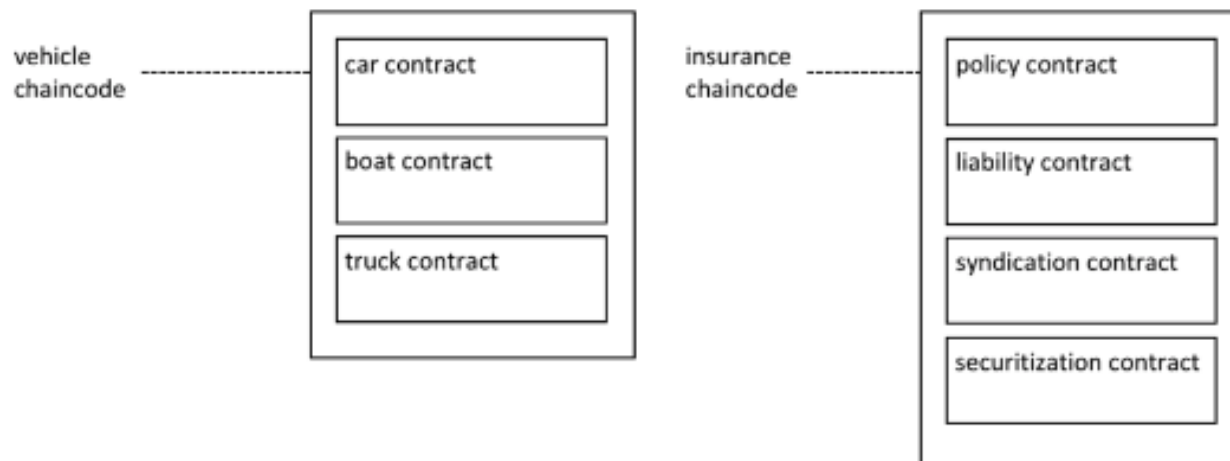 vehicle
chaincode
car contract
boat contract
truck contract
insurance
chaincode
policy contract
liability contract
syndication contract
securitization contract